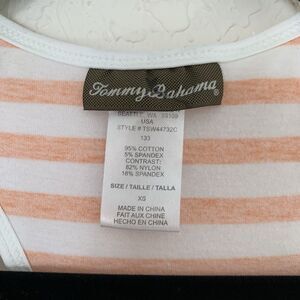 Tommy Bahama®
SEATTLE, WA 98109
USA
STYLE # TSW44732C
133
95% COTTON
5% SPANDEX
CONTRAST:
82% NYLON
18% SPANDEX
SIZE / TAILLE / TALLA
XS
MADE IN CHINA
FAIT AUX CHINE
HECHO EN CHINA